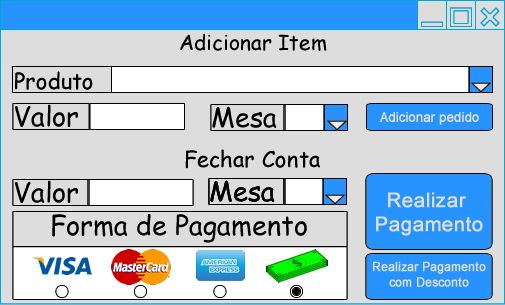 Adicionar Item
Produto
Valor Mesa Adicionar pedido
Fechar Conta
Valor Mesa
Realizar
Pagamento
Forma de Pagamento
VISA MasterCard AMERICAN
EXPRESS
Realizar Pagamento
com Desconto